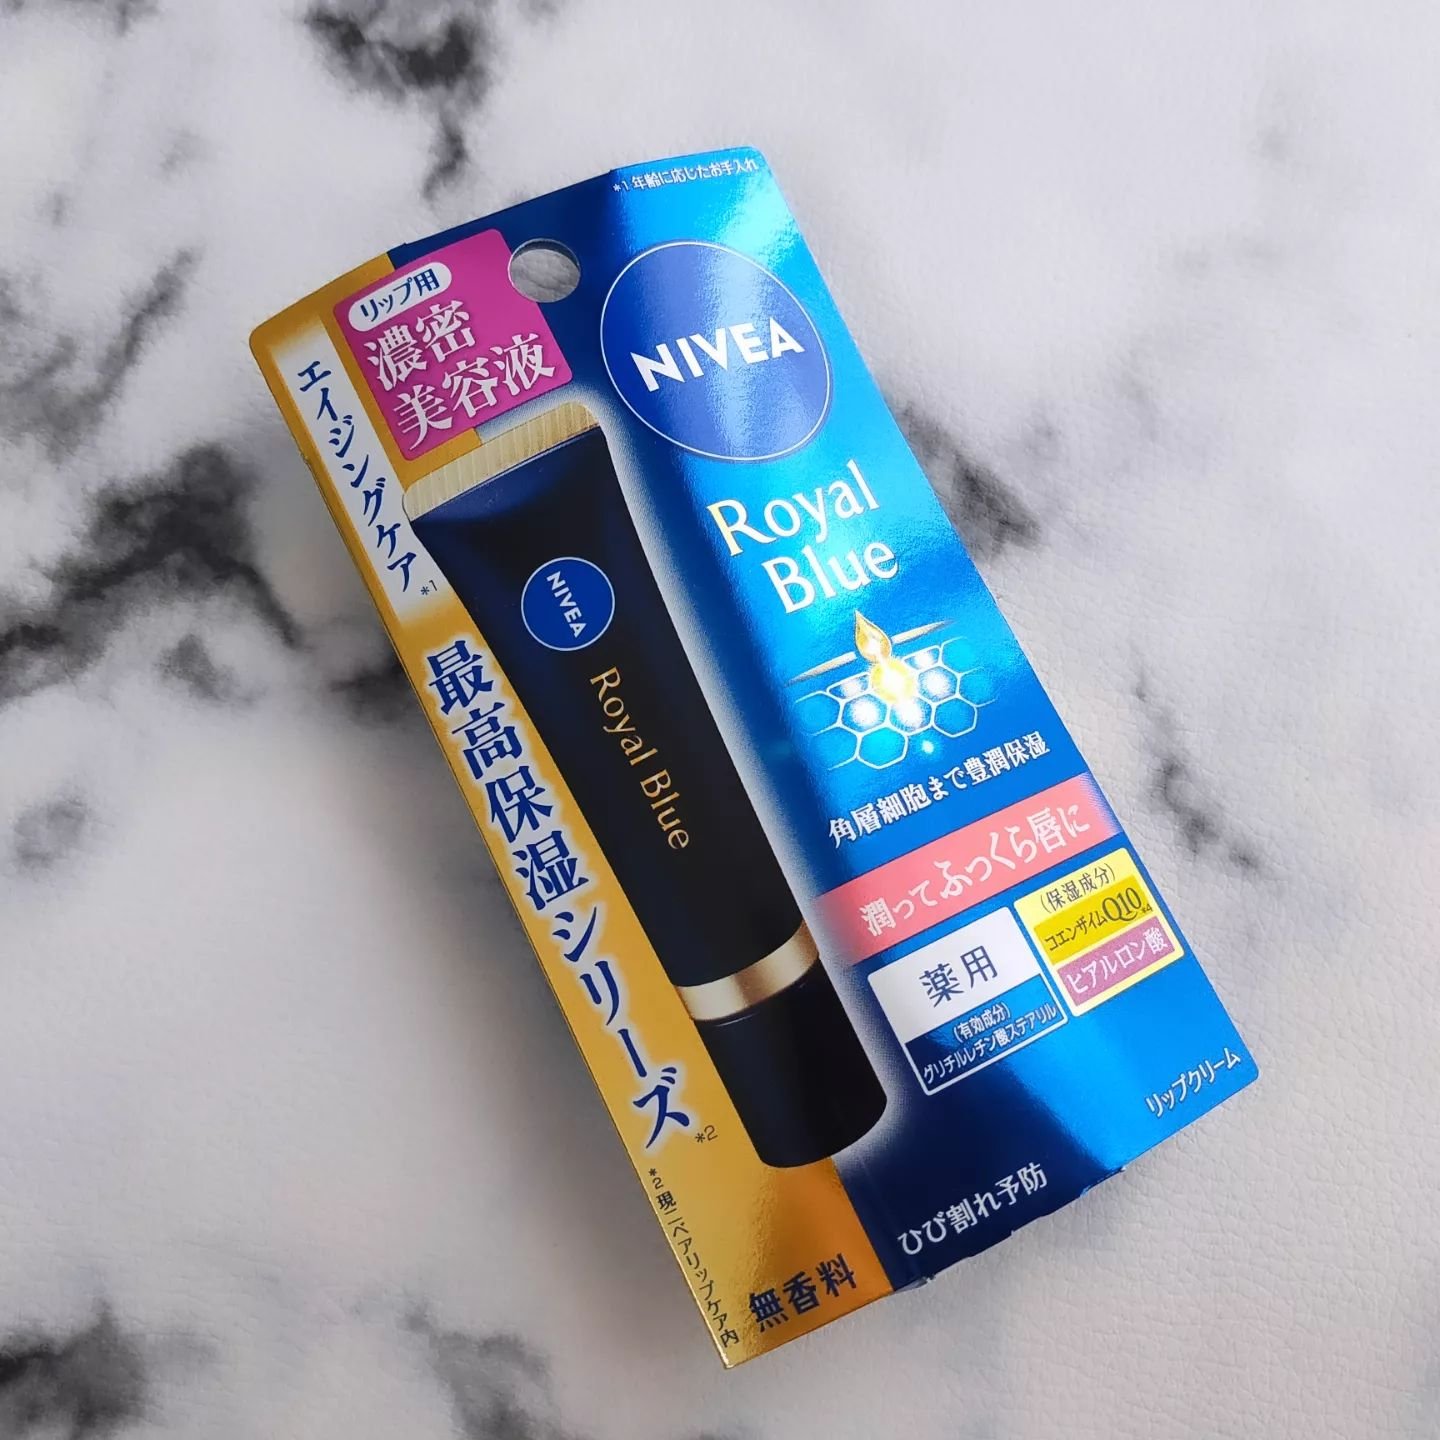 *1 年齢に応じたお手入れ
リップ用
濃密
美容液
エイジングケア*1
最高保湿シリーズ*2
*2 現ニベアリップケア内
無香料
NIVEA
Royal Blue
NIVEA
Royal
Blue
角層細胞まで豊潤保湿
潤ってふっくら唇に
薬用
(有効成分)
グリチルレチン酸ステアリル
(保湿成分)
コエンザイムQ10*4
ヒアルロン酸
リップクリーム
ひび割れ予防